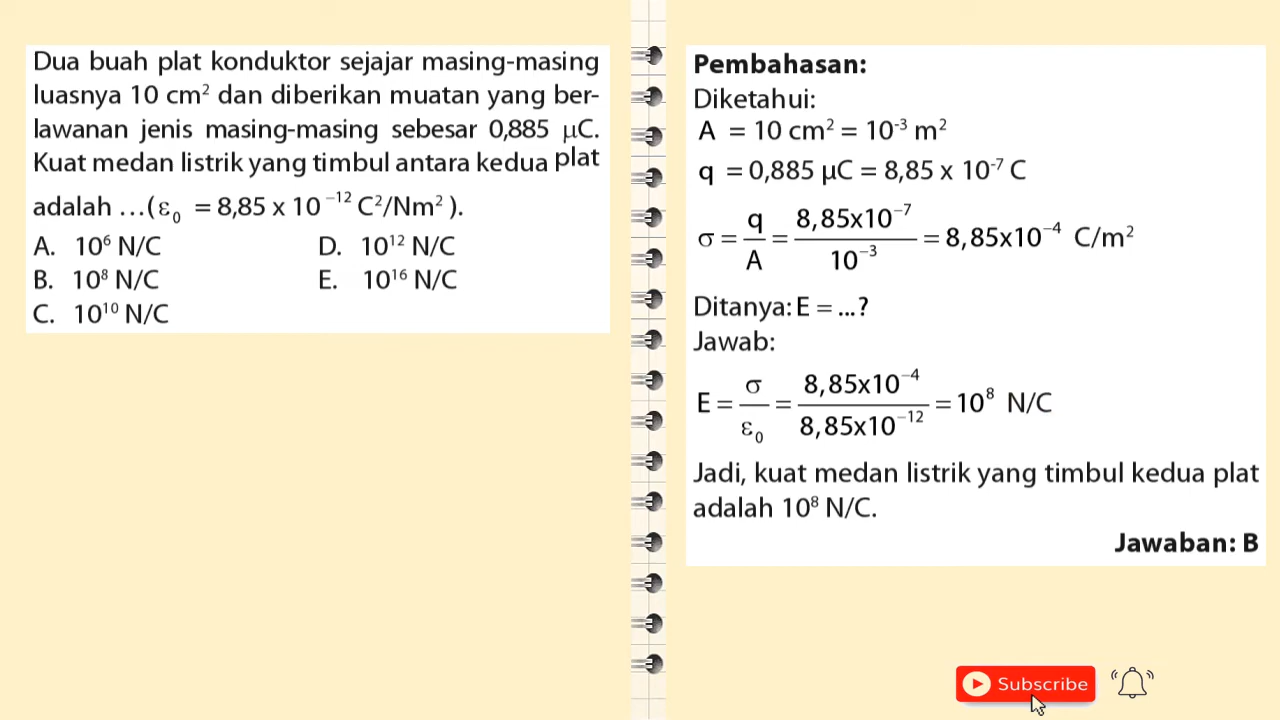 Dua buah plat konduktor sejajar masing-masing
luasnya 10 cm² dan diberikan muatan yang ber-
lawanan jenis masing-masing sebesar 0,885 µC.
Kuat medan listrik yang timbul antara kedua plat
adalah ...(ε₀ = 8,85 x 10⁻¹² C²/Nm² ).
A. 10⁶ N/C D. 10¹² N/C
B. 10⁸ N/C E. 10¹⁶ N/C
C. 10¹⁰ N/C
Pembahasan:
Diketahui:
A = 10 cm² = 10⁻³ m²
q = 0,885 µC = 8,85 x 10⁻⁷ C
σ = q/A = 8,85x10⁻⁷/10⁻³ = 8,85x10⁻⁴ C/m²
Ditanya: E = ...?
Jawab:
E = σ/ε₀ = 8,85x10⁻⁴/8,85x10⁻¹² = 10⁸ N/C
Jadi, kuat medan listrik yang timbul kedua plat
adalah 10⁸ N/C.
Jawaban: B
Subscribe